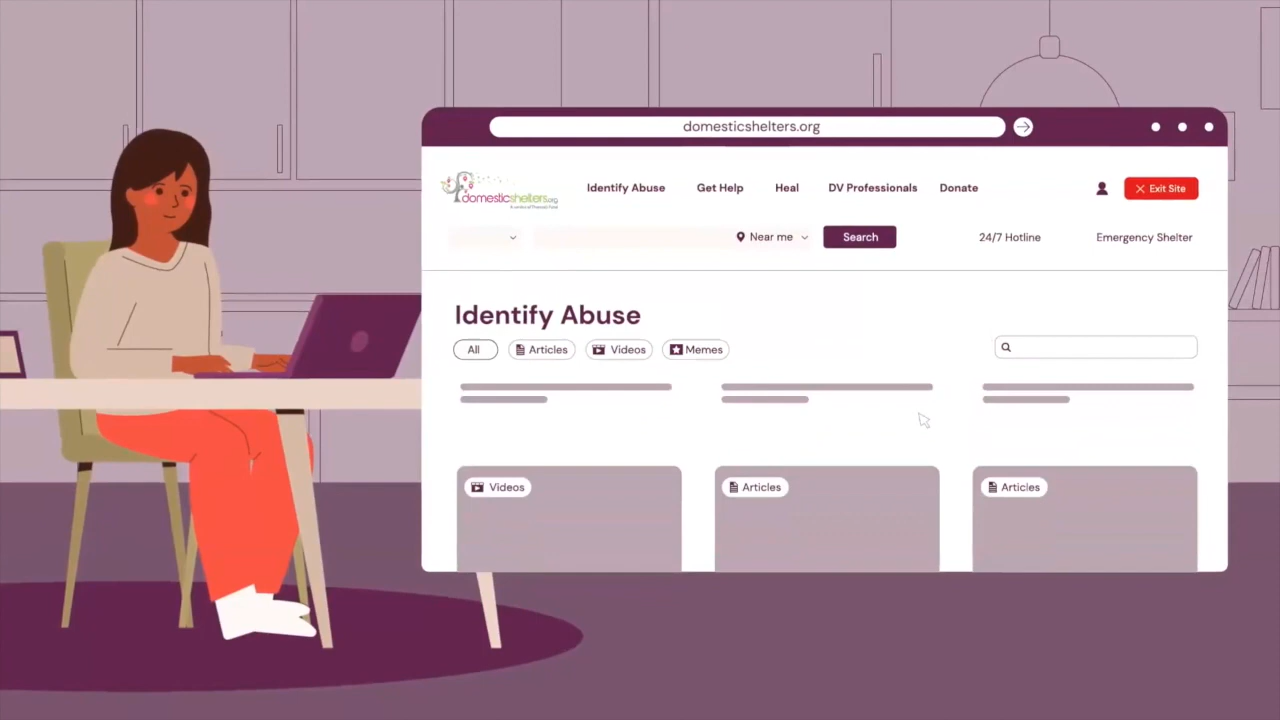 domesticshelters.org
domesticshelters.org
Identify Abuse
Get Help
Heal
DV Professionals
Donate
Exit Site
Near me
Search
24/7 Hotline
Emergency Shelter
Identify Abuse
All
Articles
Videos
Memes
Videos
Articles
Articles